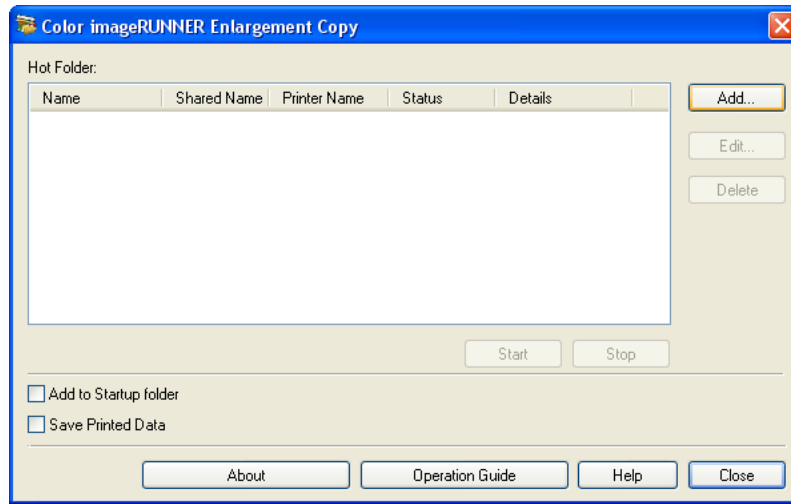 Color imageRUNNER Enlargement Copy
Hot Folder:
Name Shared Name Printer Name Status Details
Add...
Edit...
Delete
Start Stop
Add to Startup folder
Save Printed Data
About Operation Guide Help Close